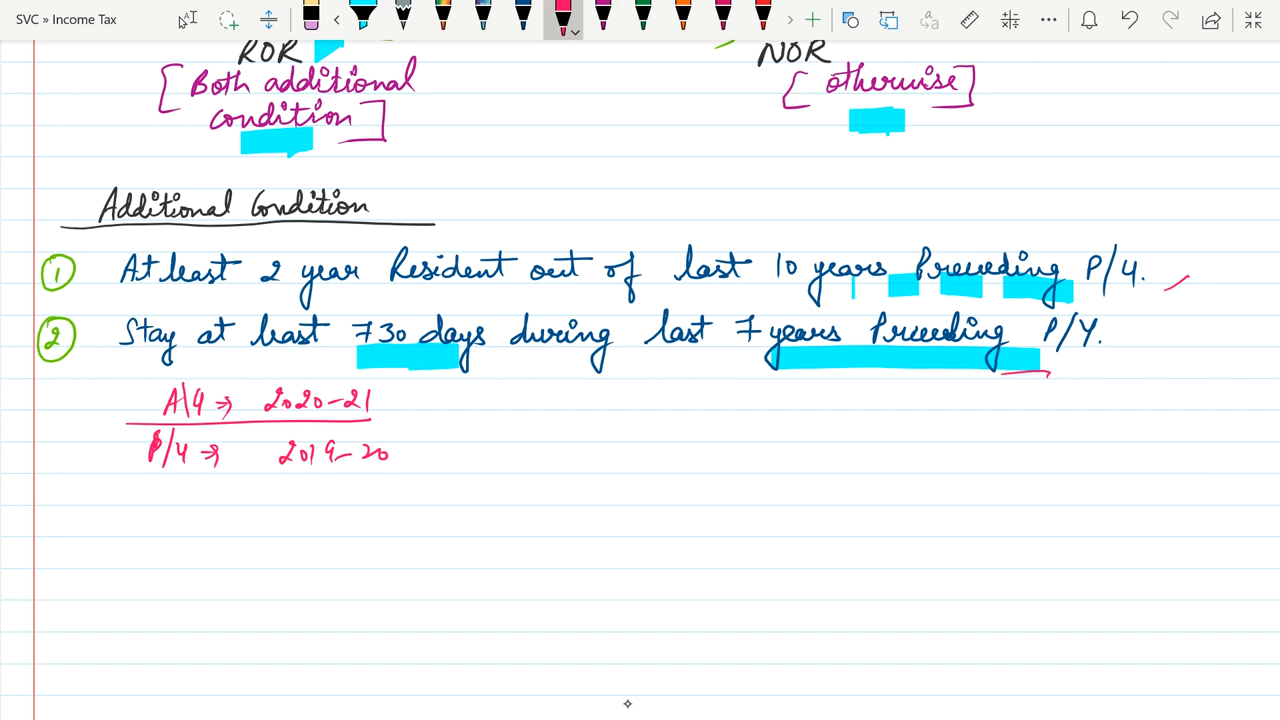 SVC » Income Tax
ROR NOR
[Both additional condition] [otherwise]
Additional Condition
① At least 2 year Resident out of last 10 years Preceding P/Y.
② Stay at least 730 days during last 7 years Preceding P/Y.
A\Y → 2020-21
P/Y → 2019-20